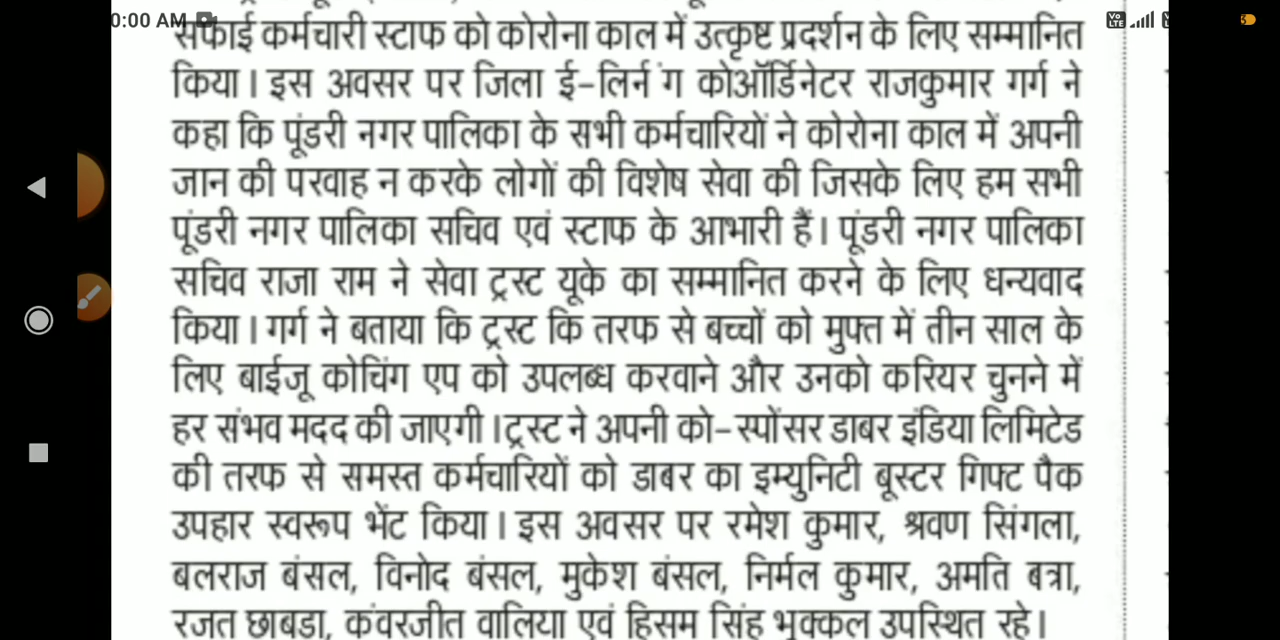 0:00 AM
सफाई कर्मचारी स्टाफ को कोरोना काल में उत्कृष्ट प्रदर्शन के लिए सम्मानित
किया। इस अवसर पर जिला ई-लिर्न ंग कोऑर्डिनेटर राजकुमार गर्ग ने
कहा कि पूंडरी नगर पालिका के सभी कर्मचारियों ने कोरोना काल में अपनी
जान की परवाह न करके लोगों की विशेष सेवा की जिसके लिए हम सभी
पूंडरी नगर पालिका सचिव एवं स्टाफ के आभारी हैं। पूंडरी नगर पालिका
सचिव राजा राम ने सेवा ट्रस्ट यूके का सम्मानित करने के लिए धन्यवाद
किया। गर्ग ने बताया कि ट्रस्ट कि तरफ से बच्चों को मुफ्त में तीन साल के
लिए बाईजू कोचिंग एप को उपलब्ध करवाने और उनको करियर चुनने में
हर संभव मदद की जाएगी ।ट्रस्ट ने अपनी को-स्पोंसर डाबर इंडिया लिमिटेड
की तरफ से समस्त कर्मचारियों को डाबर का इम्युनिटी बूस्टर गिफ्ट पैक
उपहार स्वरूप भेंट किया। इस अवसर पर रमेश कुमार, श्रवण सिंगला,
बलराज बंसल, विनोद बंसल, मुकेश बंसल, निर्मल कुमार, अमति बत्रा,
रजत छाबडा, कंवरजीत वालिया एवं हिसम सिंह भुक्कल उपस्थित रहे।